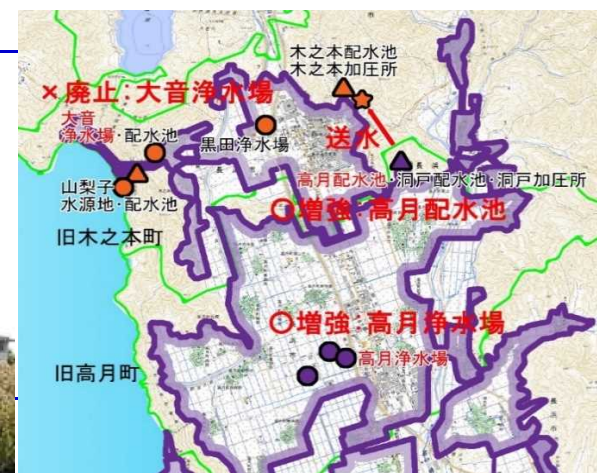 木之本配水池
木之本加圧所
×廃止：大音浄水場
大音
浄水場・配水池
黒田浄水場
送水
長浜
高月配水池・洞戸配水池・洞戸加圧所
山梨子
水源地・配水池
○増強：高月配水池
旧木之本町
○増強：高月浄水場
高月浄水場
旧高月町